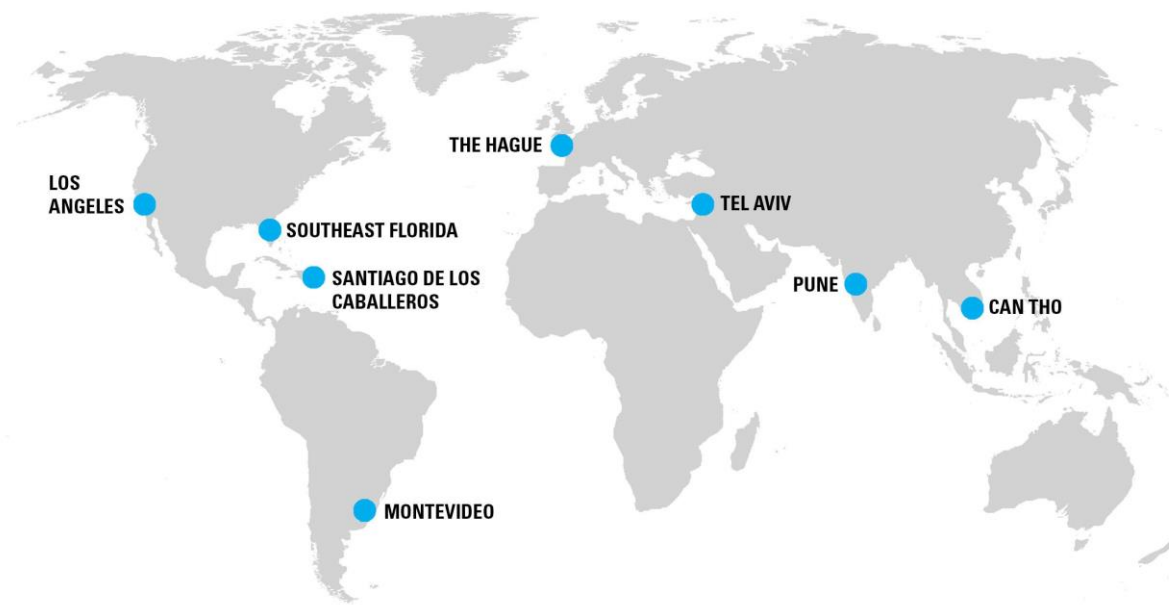 THE HAGUE
LOS
ANGELES
TEL AVIV
SOUTHEAST FLORIDA
SANTIAGO DE LOS
CABALLEROS
PUNE
CAN THO
MONTEVIDEO